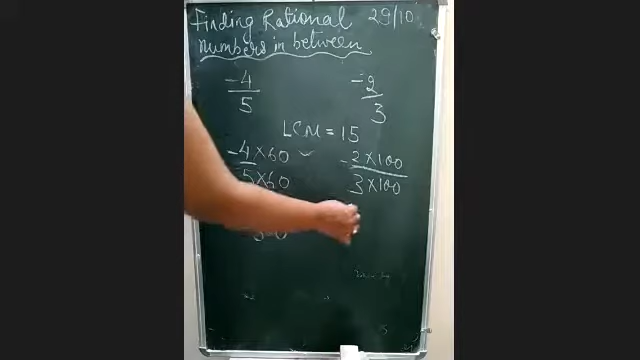 Finding Rational 29/10
numbers in between
-4/5 -2/3
LCM = 15
-4×60/5×60 -2×100/3×100